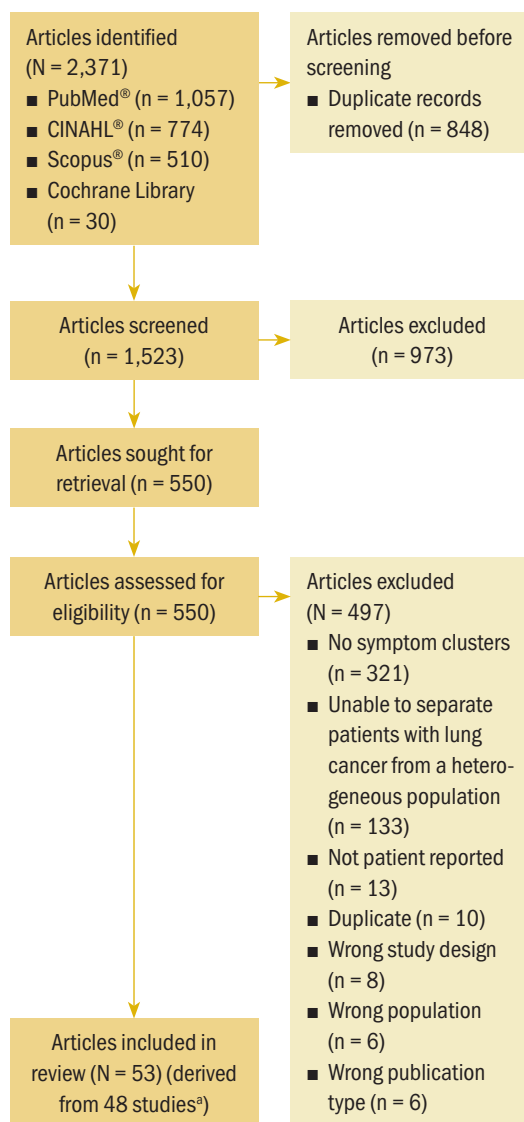 Articles identified
(N = 2,371)
■ PubMed® (n = 1,057)
■ CINAHL® (n = 774)
■ Scopus® (n = 510)
■ Cochrane Library
(n = 30)
Articles removed before
screening
■ Duplicate records
removed (n = 848)
Articles screened
(n = 1,523)
Articles excluded
(n = 973)
Articles sought for
retrieval (n = 550)
Articles assessed for
eligibility (n = 550)
Articles excluded
(N = 497)
■ No symptom clusters
(n = 321)
■ Unable to separate
patients with lung
cancer from a hetero-
geneous population
(n = 133)
■ Not patient reported
(n = 13)
■ Duplicate (n = 10)
■ Wrong study design
(n = 8)
■ Wrong population
(n = 6)
■ Wrong publication
type (n = 6)
Articles included in
review (N = 53) (derived
from 48 studiesᵃ)